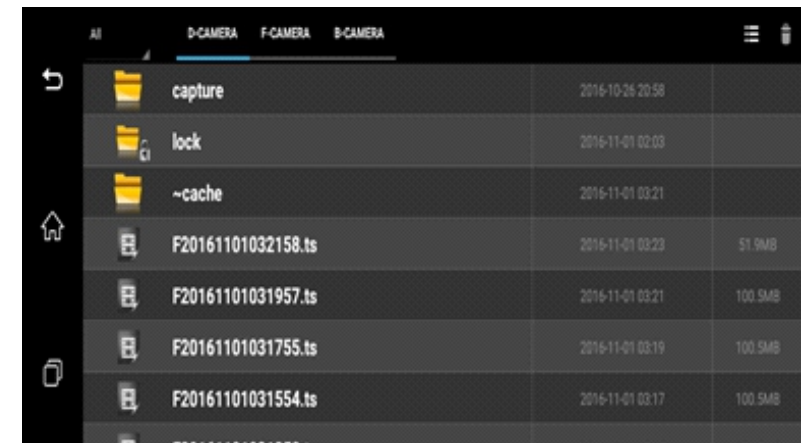 All D-CAMERA F-CAMERA B-CAMERA
capture 2016-10-26 20:58
lock 2016-11-01 02:03
~cache 2016-11-01 03:21
F20161101032158.ts 2016-11-01 03:23 51.9MB
F20161101031957.ts 2016-11-01 03:21 100.5MB
F20161101031755.ts 2016-11-01 03:19 100.5MB
F20161101031554.ts 2016-11-01 03:17 100.5MB